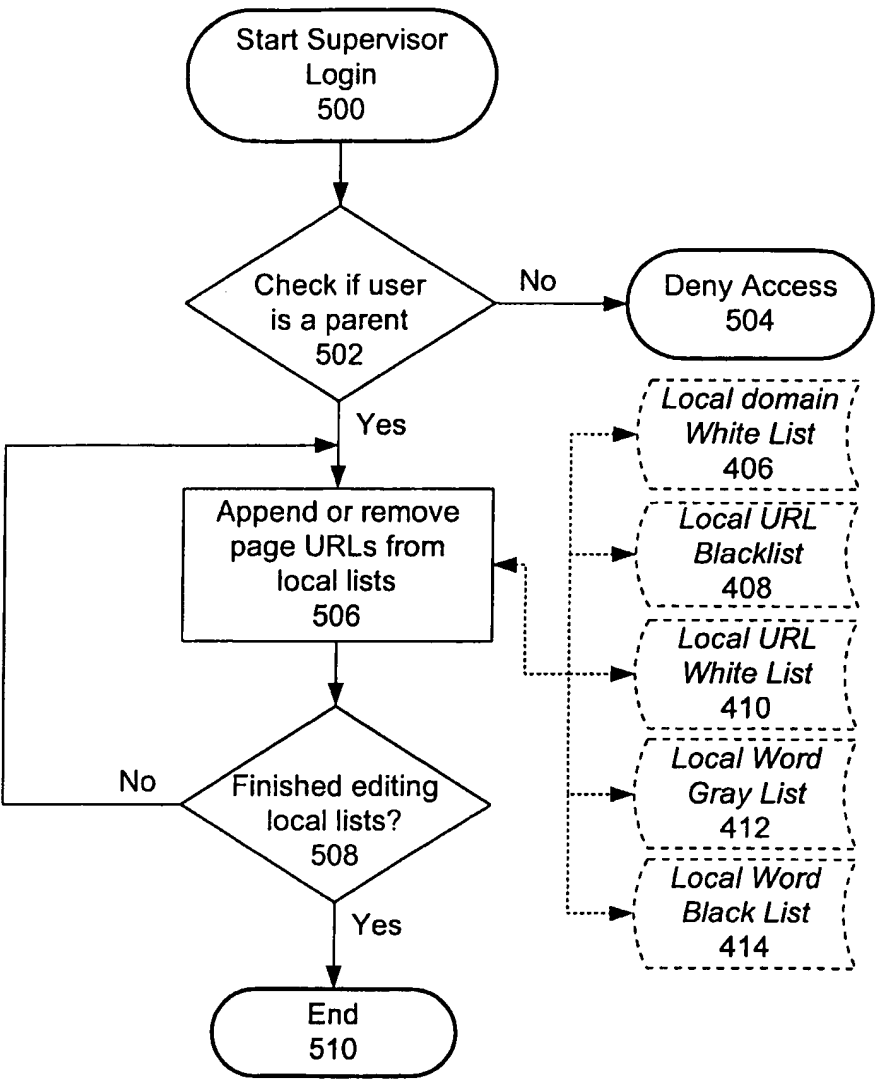 Start Supervisor
Login
500
Check if user
is a parent
502
No
Deny Access
504
Yes
Local domain
White List
406
Append or remove
page URLs from
local lists
506
Local URL
Blacklist
408
Local URL
White List
410
No
Finished editing
local lists?
508
Local Word
Gray List
412
Local Word
Black List
414
Yes
End
510